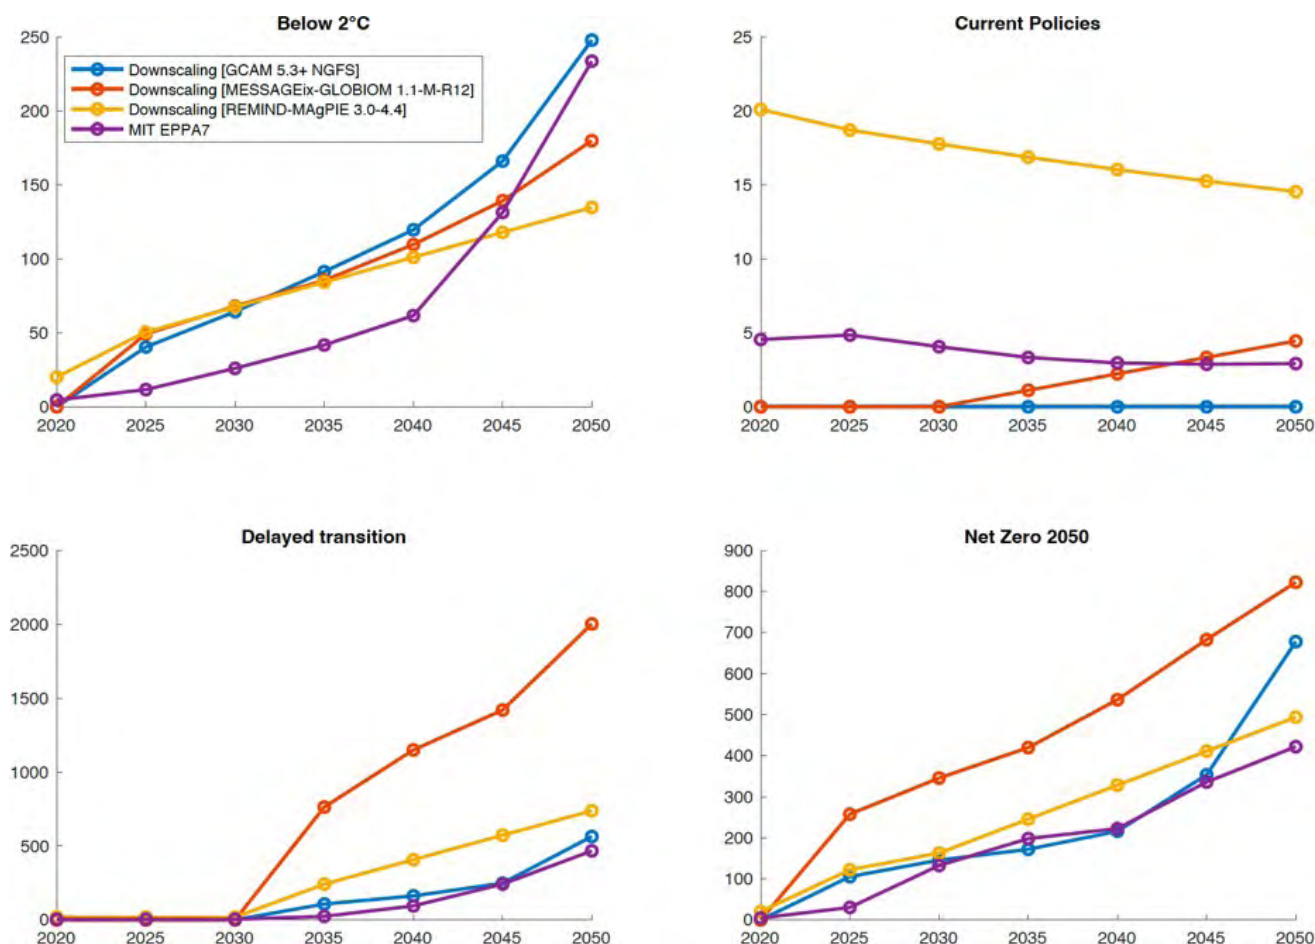 Below 2°C
250
200
150
100
50
0
2020 2025 2030 2035 2040 2045 2050
Downscaling [GCAM 5.3+ NGFS]
Downscaling [MESSAGEix-GLOBIOM 1.1-M-R12]
Downscaling [REMIND-MAgPIE 3.0-4.4]
MIT EPPA7
Current Policies
25
20
15
10
5
0
2020 2025 2030 2035 2040 2045 2050
Delayed transition
2500
2000
1500
1000
500
0
2020 2025 2030 2035 2040 2045 2050
Net Zero 2050
900
800
700
600
500
400
300
200
100
0
2020 2025 2030 2035 2040 2045 2050